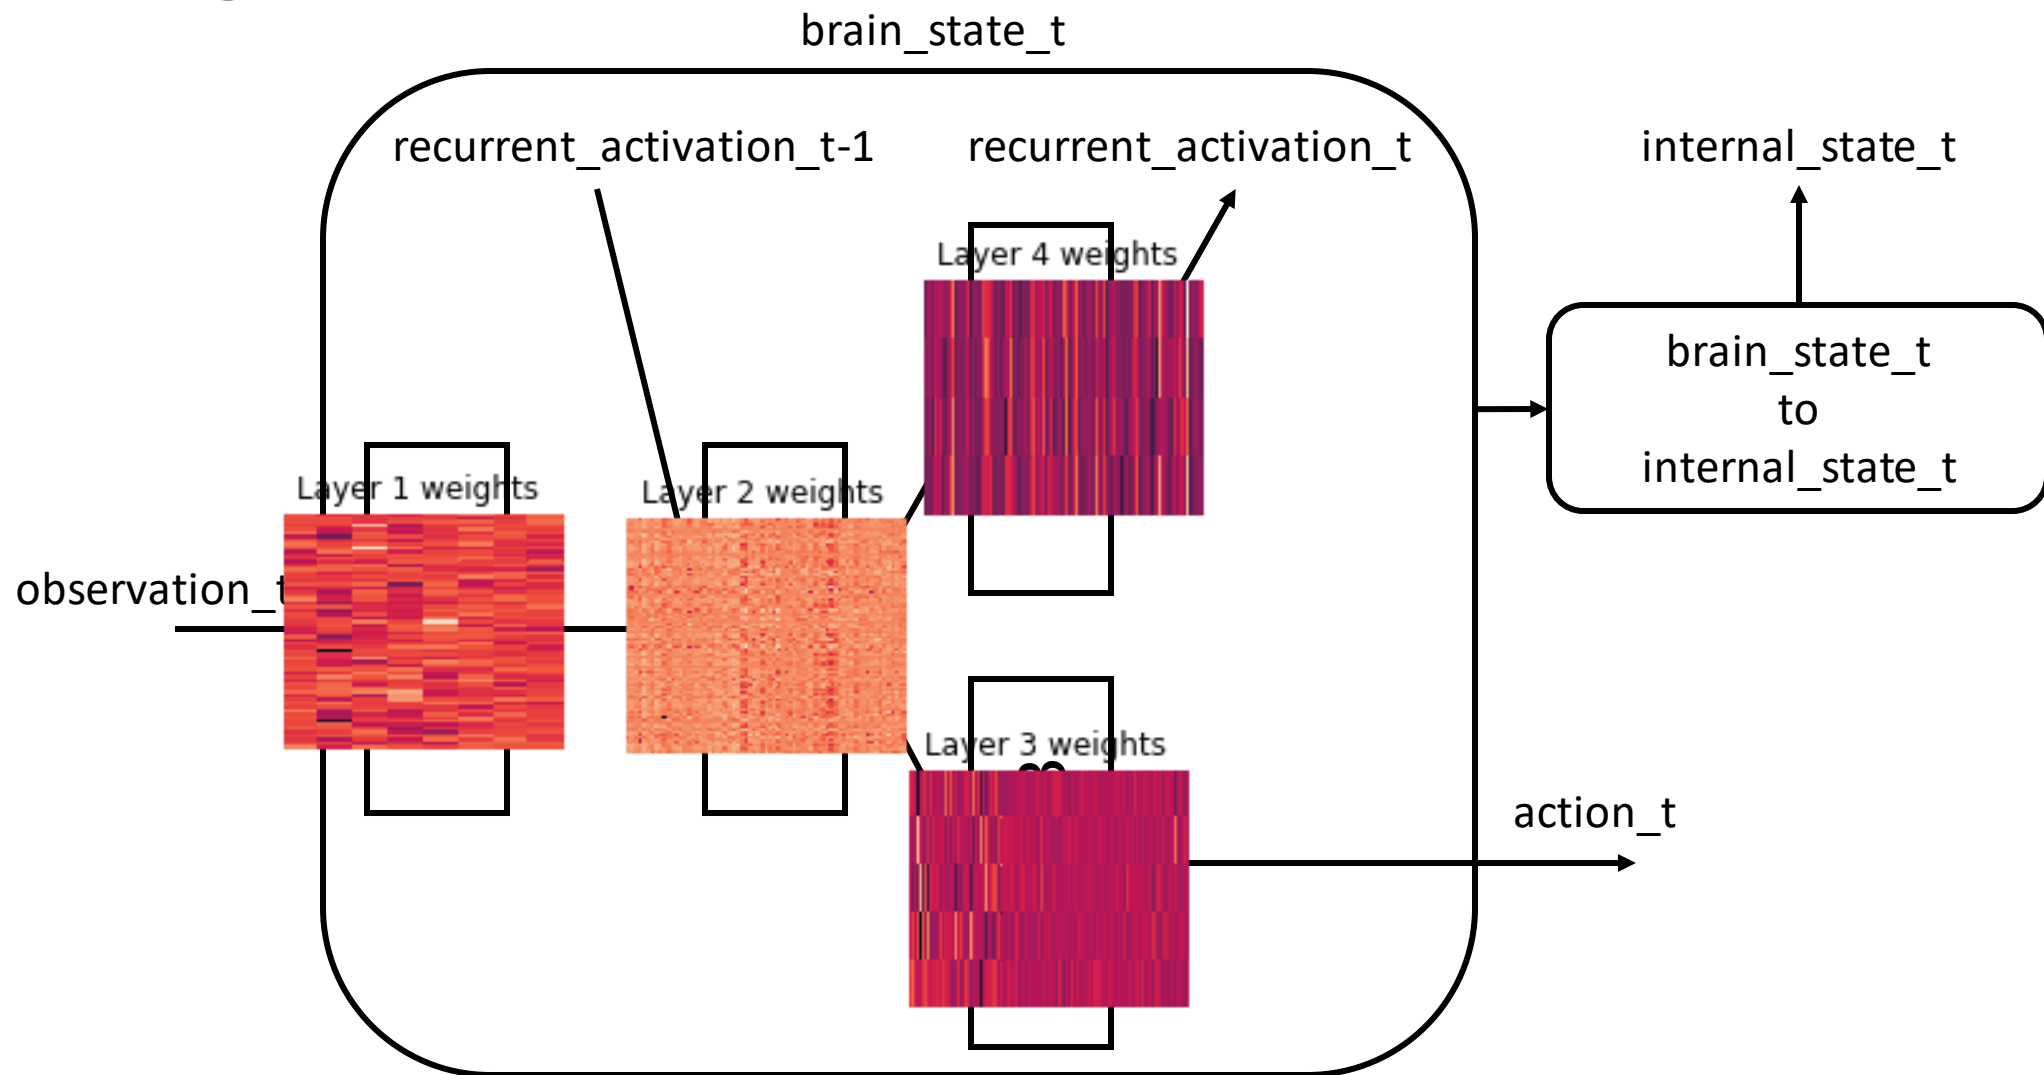 brain_state_t
recurrent_activation_t-1
recurrent_activation_t
internal_state_t
Layer 4 weights
brain_state_t
to
internal_state_t
Layer 1 weights
Layer 2 weights
observation_t
Layer 3 weights
action_t